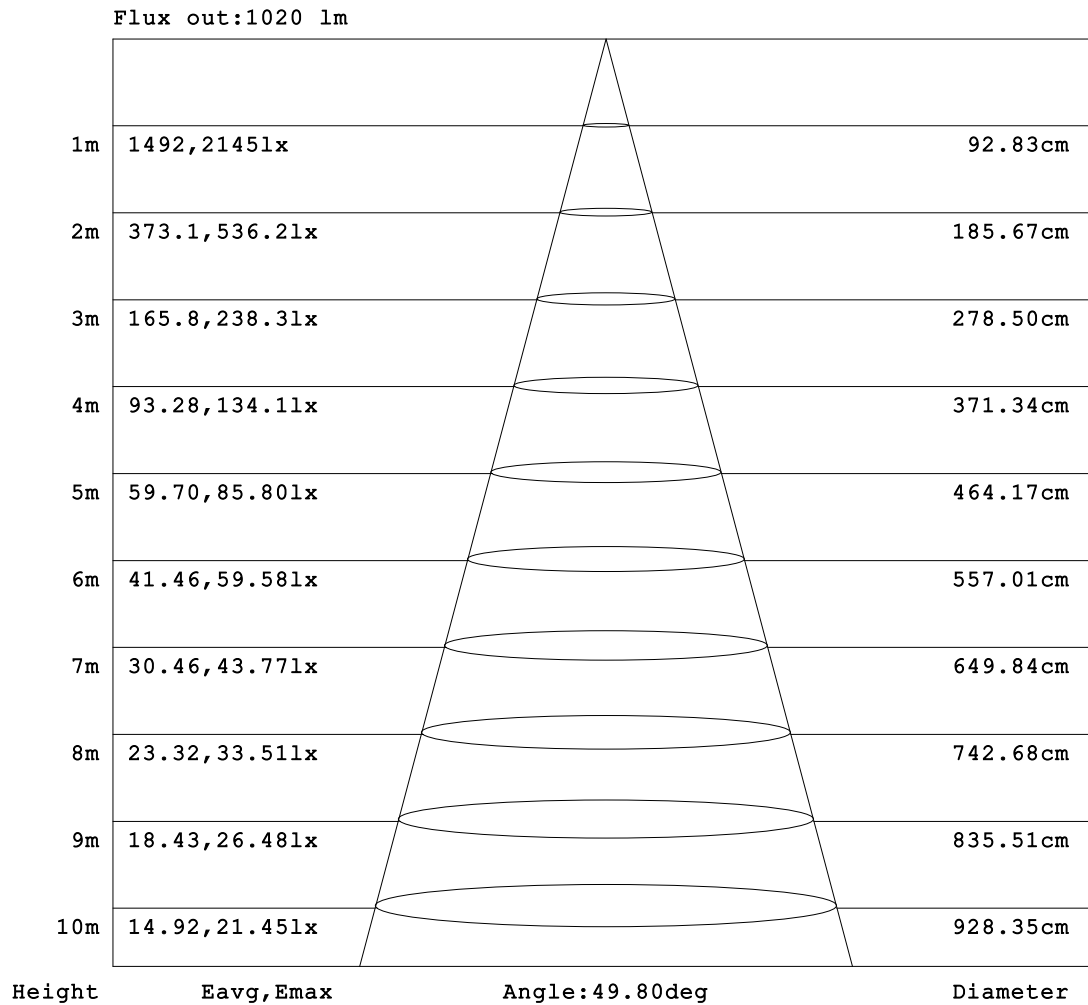 Flux out:1020 lm
1m 1492,2145lx 92.83cm
2m 373.1,536.2lx 185.67cm
3m 165.8,238.3lx 278.50cm
4m 93.28,134.1lx 371.34cm
5m 59.70,85.80lx 464.17cm
6m 41.46,59.58lx 557.01cm
7m 30.46,43.77lx 649.84cm
8m 23.32,33.51lx 742.68cm
9m 18.43,26.48lx 835.51cm
10m 14.92,21.45lx 928.35cm
Height Eavg,Emax Angle:49.80deg Diameter